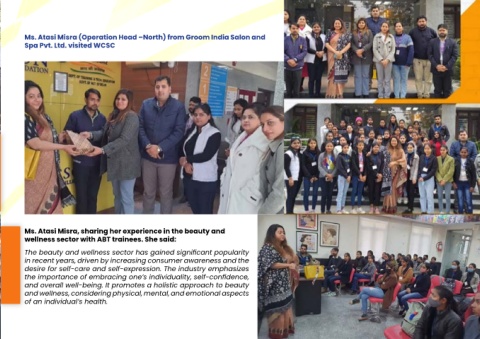 Ms. Atasi Misra (Operation Head –North) from Groom India Salon and
Spa Pvt. Ltd. visited WCSC
Ms. Atasi Misra, sharing her experience in the beauty and
wellness sector with ABT trainees. She said:
The beauty and wellness sector has gained significant popularity
in recent years, driven by increasing consumer awareness and the
desire for self-care and self-expression. The industry emphasizes
the importance of embracing one's individuality, self-confidence,
and overall well-being. It promotes a holistic approach to beauty
and wellness, considering physical, mental, and emotional aspects
of an individual's health.